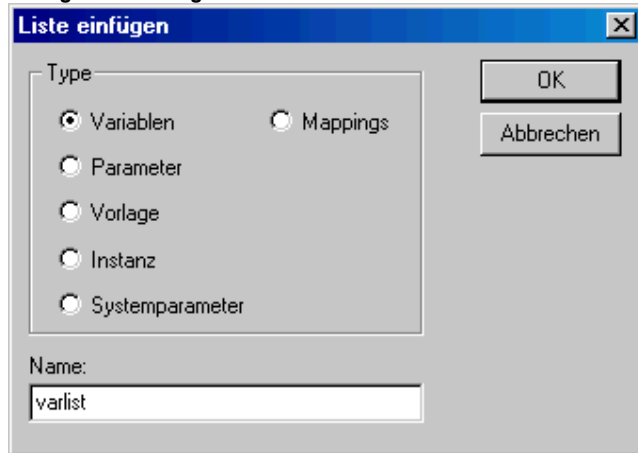 Liste einfügen
Type
Variablen
Mappings
Parameter
Vorlage
Instanz
Systemparameter
OK
Abbrechen
Name:
varlist